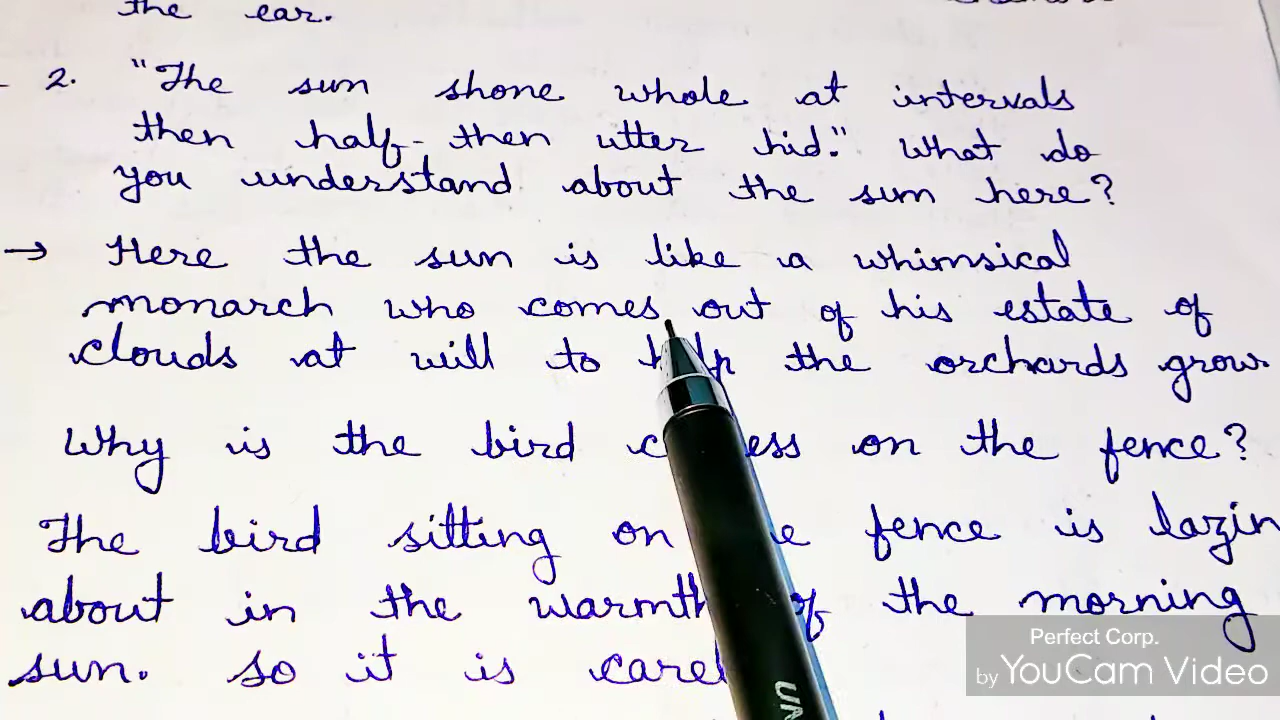 the ear.
2. "The sun shone whole at intervals
then half- then utter hid." What do
you understand about the sun here?
→ Here the sun is like a whimsical
monarch who comes out of his estate of
clouds at will to help the orchards grow.
Why is the bird on the fence?
The bird sitting on fence is lazin
about in the warmth of the morning
sun. So it is
Perfect Corp.
by YouCam Video
UN